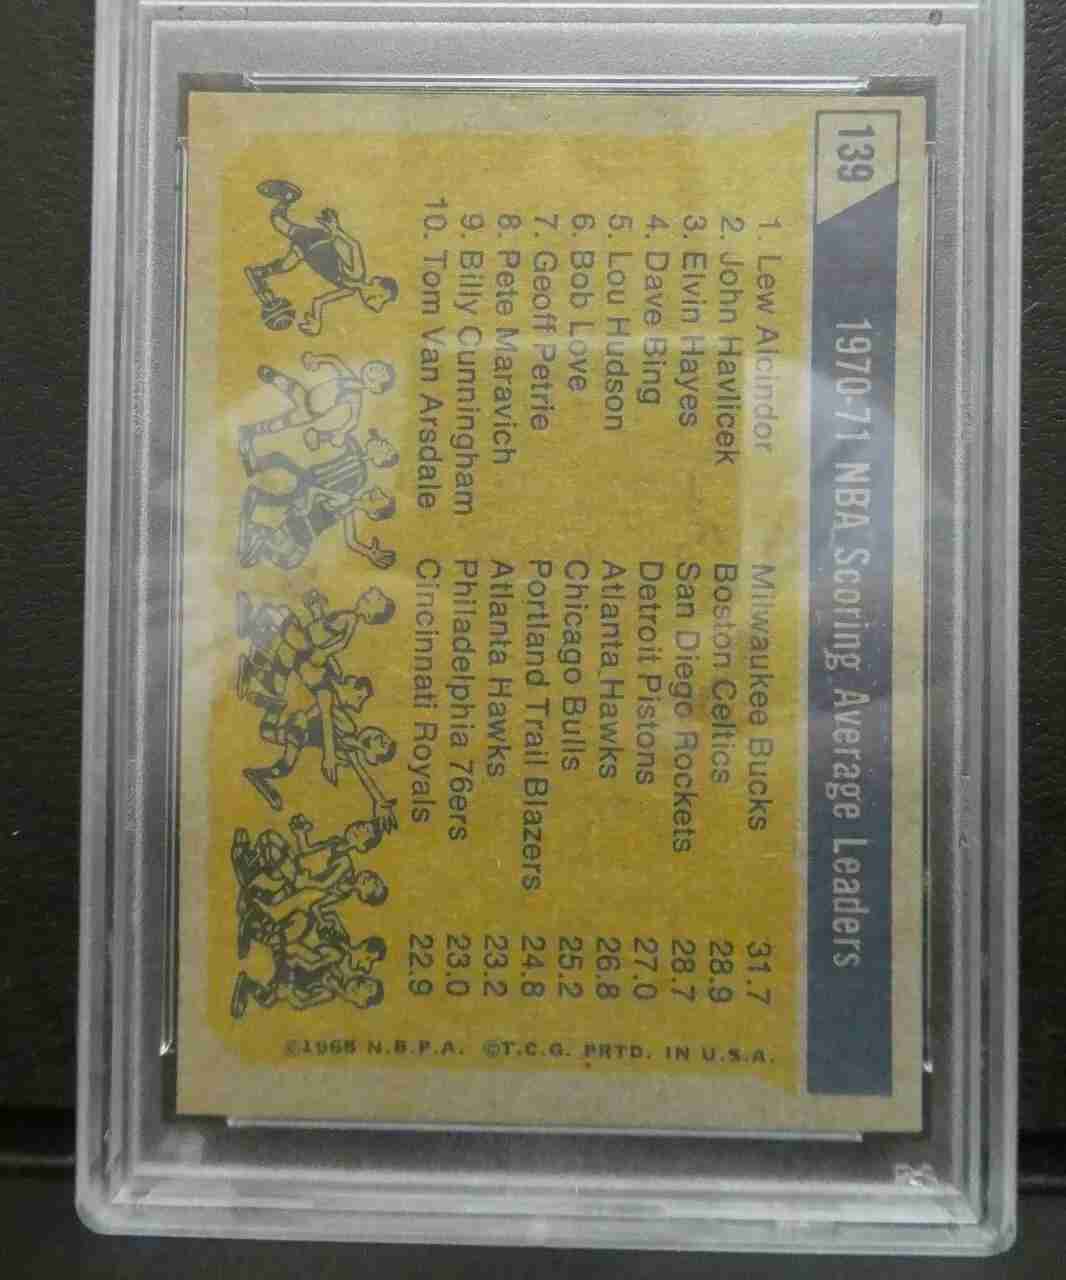 139
1970-71 NBA Scoring Average Leaders
1. Lew Alcindor Milwaukee Bucks 31.7
2. John Havlicek Boston Celtics 28.9
3. Elvin Hayes San Diego Rockets 28.7
4. Dave Bing Detroit Pistons 27.0
5. Lou Hudson Atlanta Hawks 26.8
6. Bob Love Chicago Bulls 25.2
7. Geoff Petrie Portland Trail Blazers 24.8
8. Pete Maravich Atlanta Hawks 23.2
9. Billy Cunningham Philadelphia 76ers 23.0
10. Tom Van Arsdale Cincinnati Royals 22.9
©1968 N.B.P.A. ©T.C.G. PRTD. IN U.S.A.